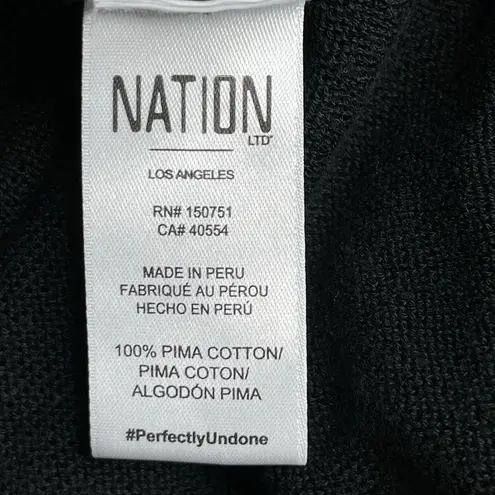 NATION
LTD
LOS ANGELES
RN# 150751
CA# 40554
MADE IN PERU
FABRIQUÉ AU PÉROU
HECHO EN PERÚ
100% PIMA COTTON/
PIMA COTON/
ALGODÓN PIMA
#PerfectlyUndone